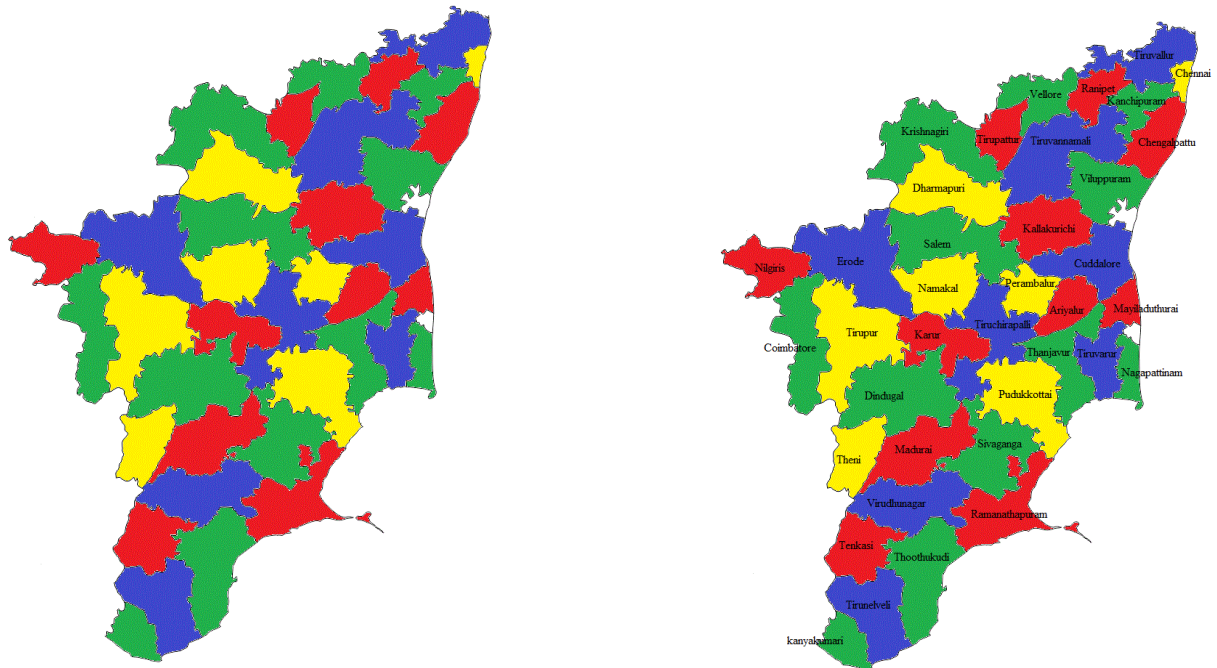 Tiruvallur
Chennai
Ranipet
Vellore
Kanchipuram
Krishnagiri
Tirupattur
Tiruvannamali
Chengalpattu
Viluppuram
Dharmapuri
Kallakurichi
Salem
Cuddalore
Nilgiris
Erode
Namakal
Perambalur
Ariyalur
Mayiladuthurai
Tiruchirapalli
Tirupur
Karur
Coimbatore
Thanjavur
Tiruvarur
Nagapattinam
Dindugal
Pudukkottai
Sivaganga
Madurai
Theni
Virudhunagar
Ramanathapuram
Tenkasi
Thoothukudi
Tirunelveli
kanyakumari